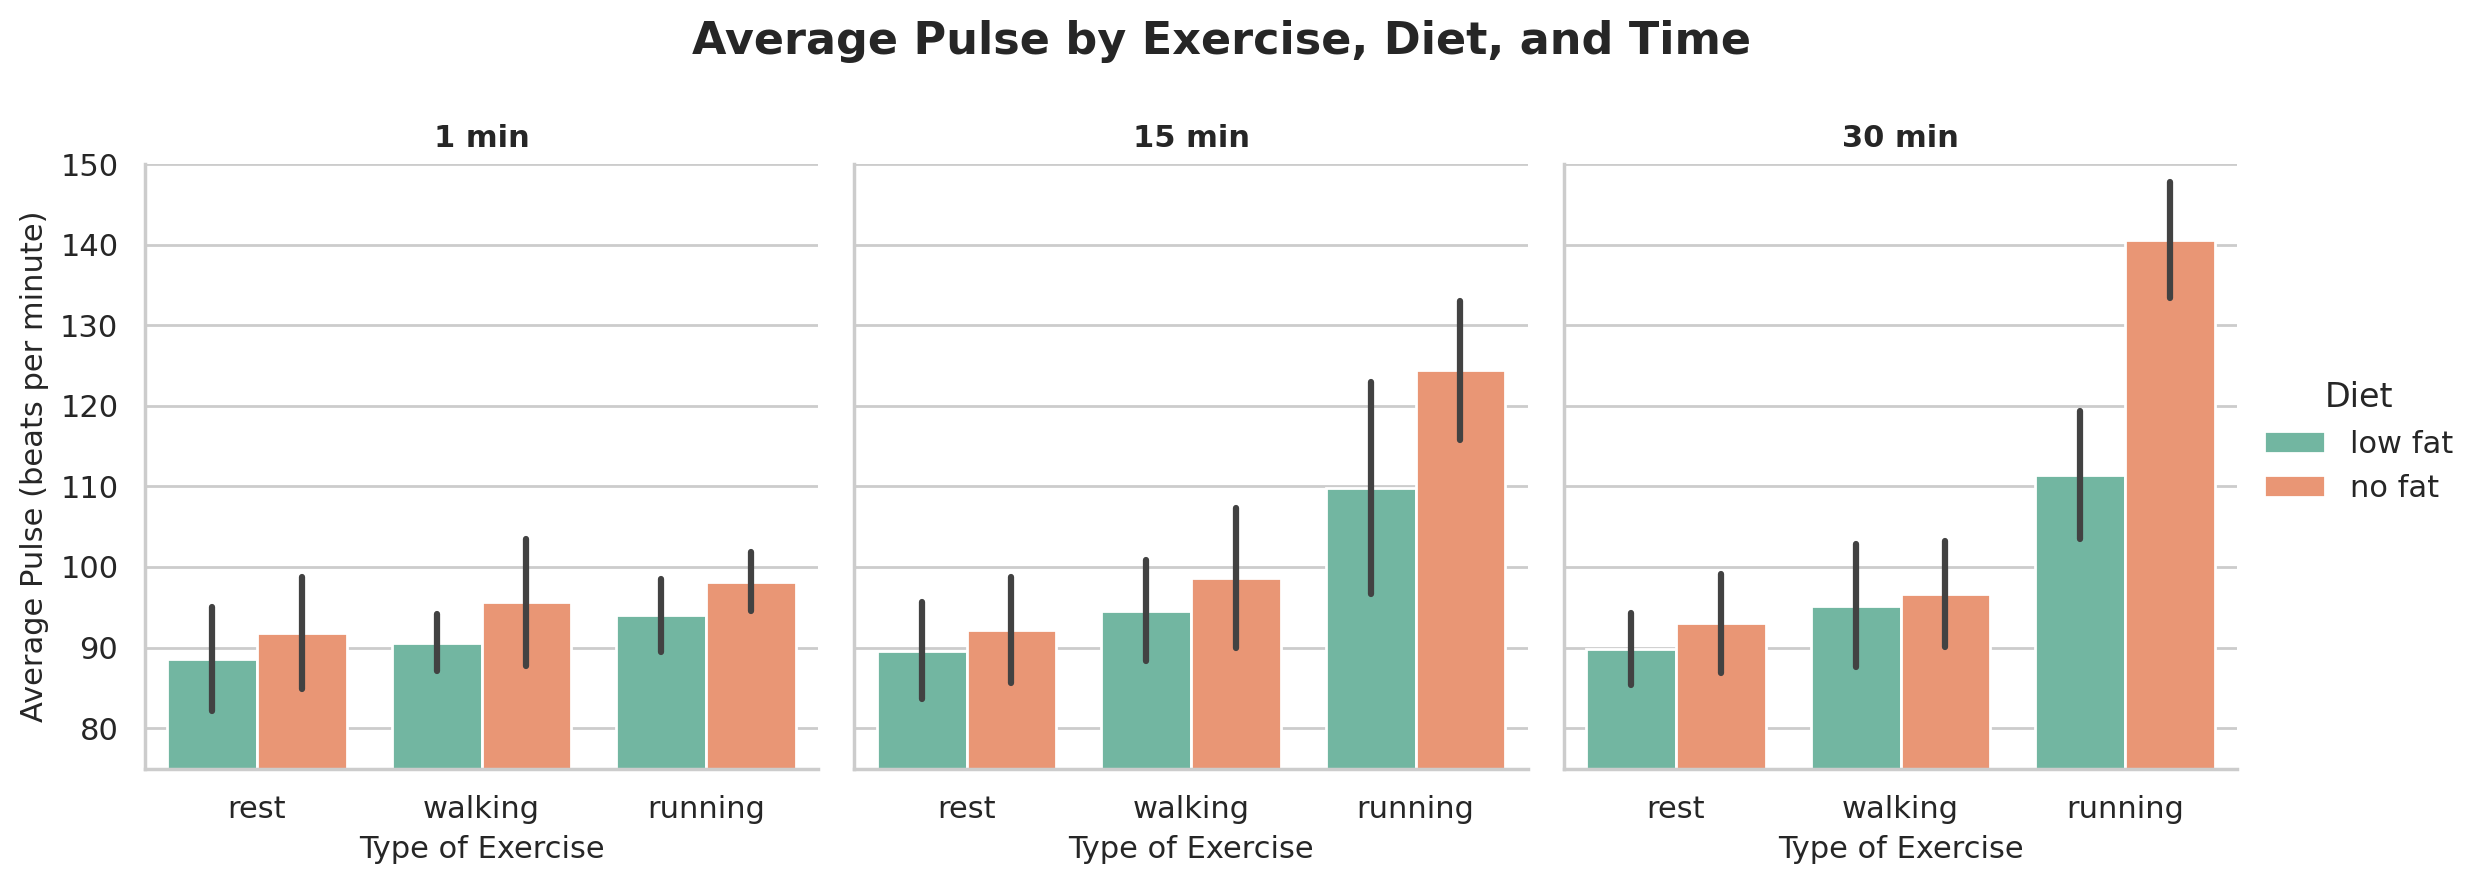 Average Pulse by Exercise, Diet, and Time
1 min
15 min
30 min
Average Pulse (beats per minute)
150
140
130
120
110
100
90
80
rest walking running
Type of Exercise
rest walking running
Type of Exercise
rest walking running
Type of Exercise
Diet
low fat
no fat